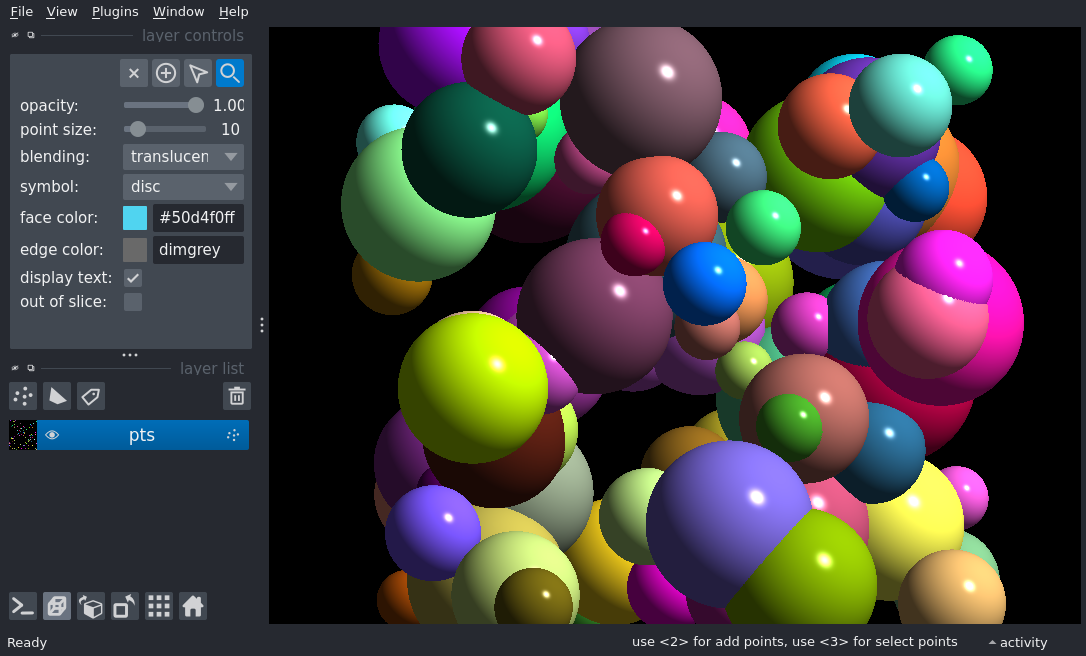 File View Plugins Window Help
layer controls
opacity: 1.00
point size: 10
blending: translucen
symbol: disc
face color: #50d4f0ff
edge color: dimgrey
display text:
out of slice:
layer list
pts
Ready use <2> for add points, use <3> for select points activity